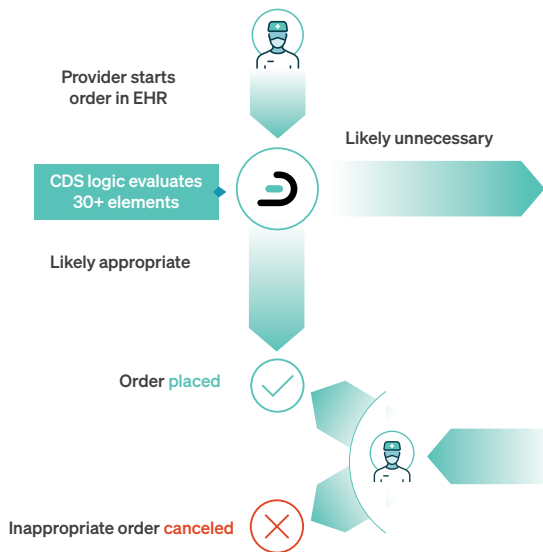 Provider starts
order in EHR
Likely unnecessary
CDS logic evaluates
30+ elements
Likely appropriate
Order placed
Inappropriate order canceled